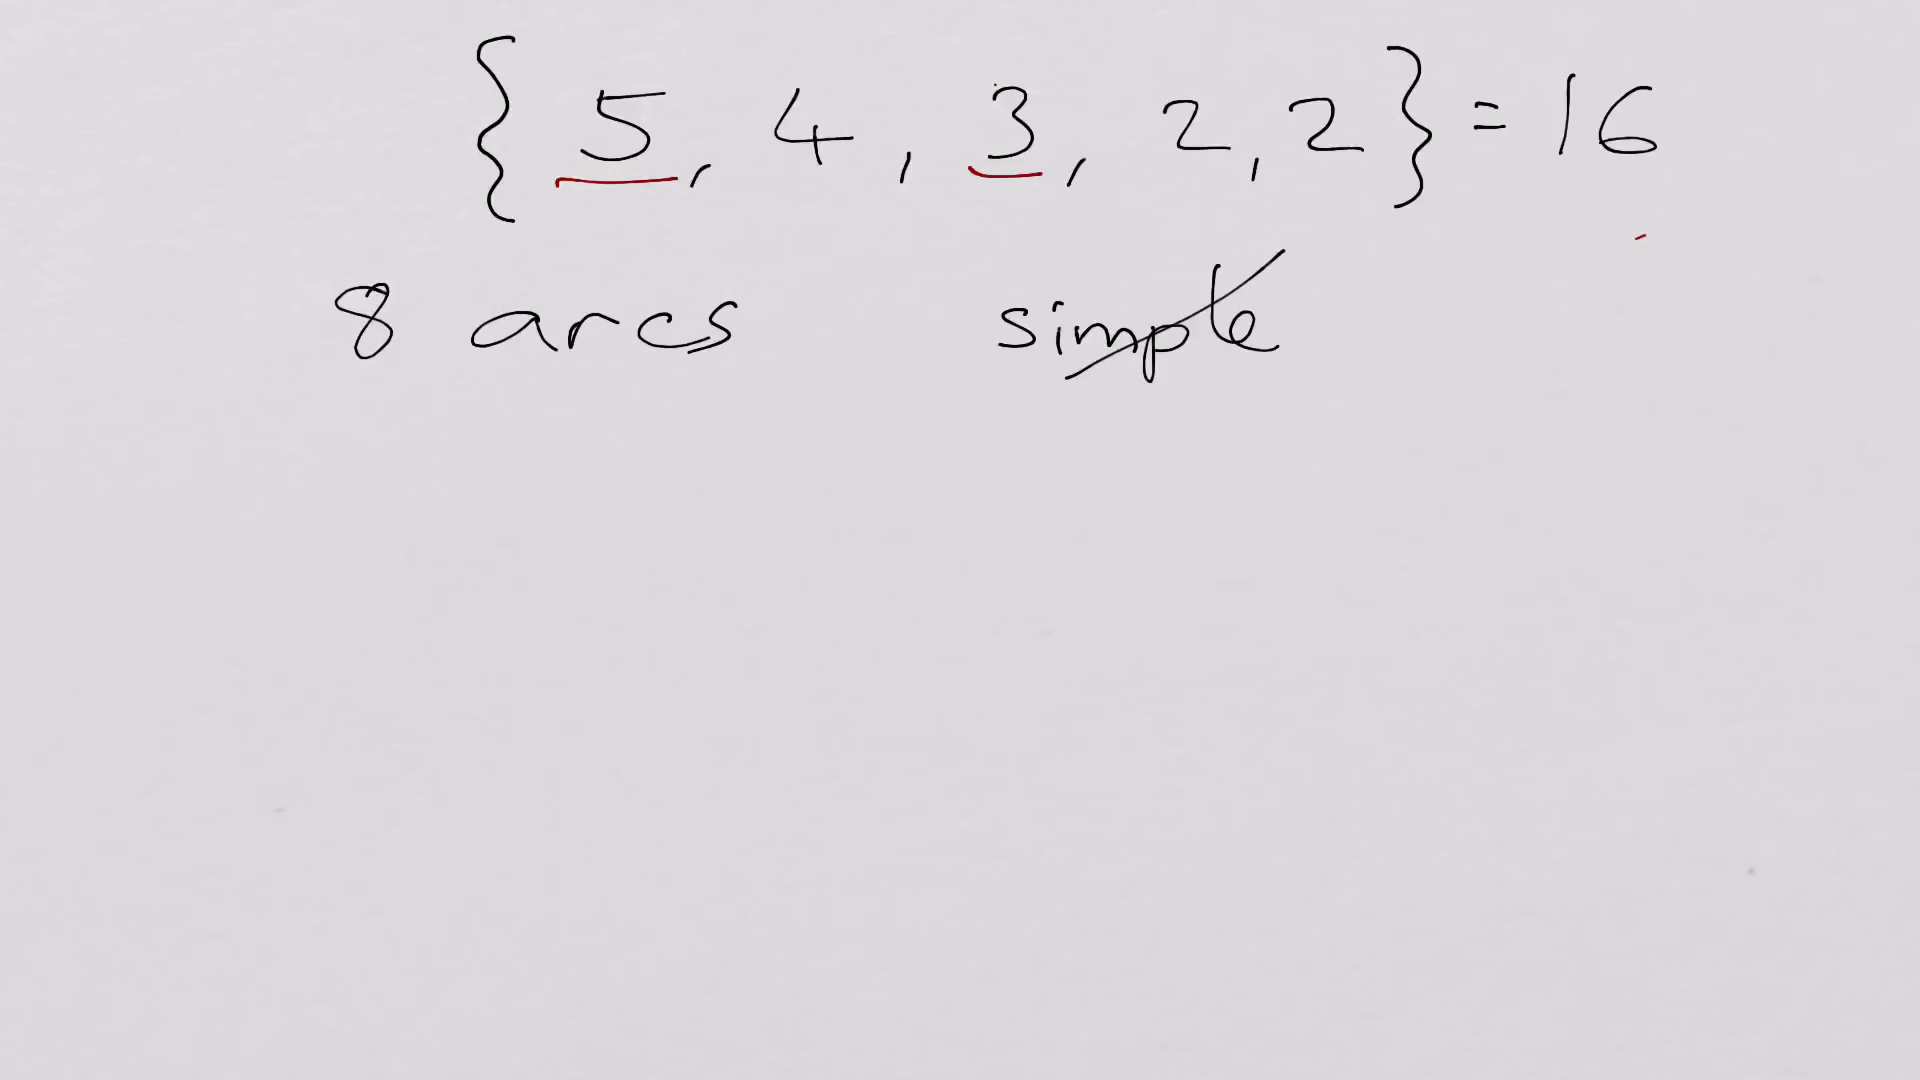 { 5, 4, 3, 2, 2 } = 16
8 arcs simple